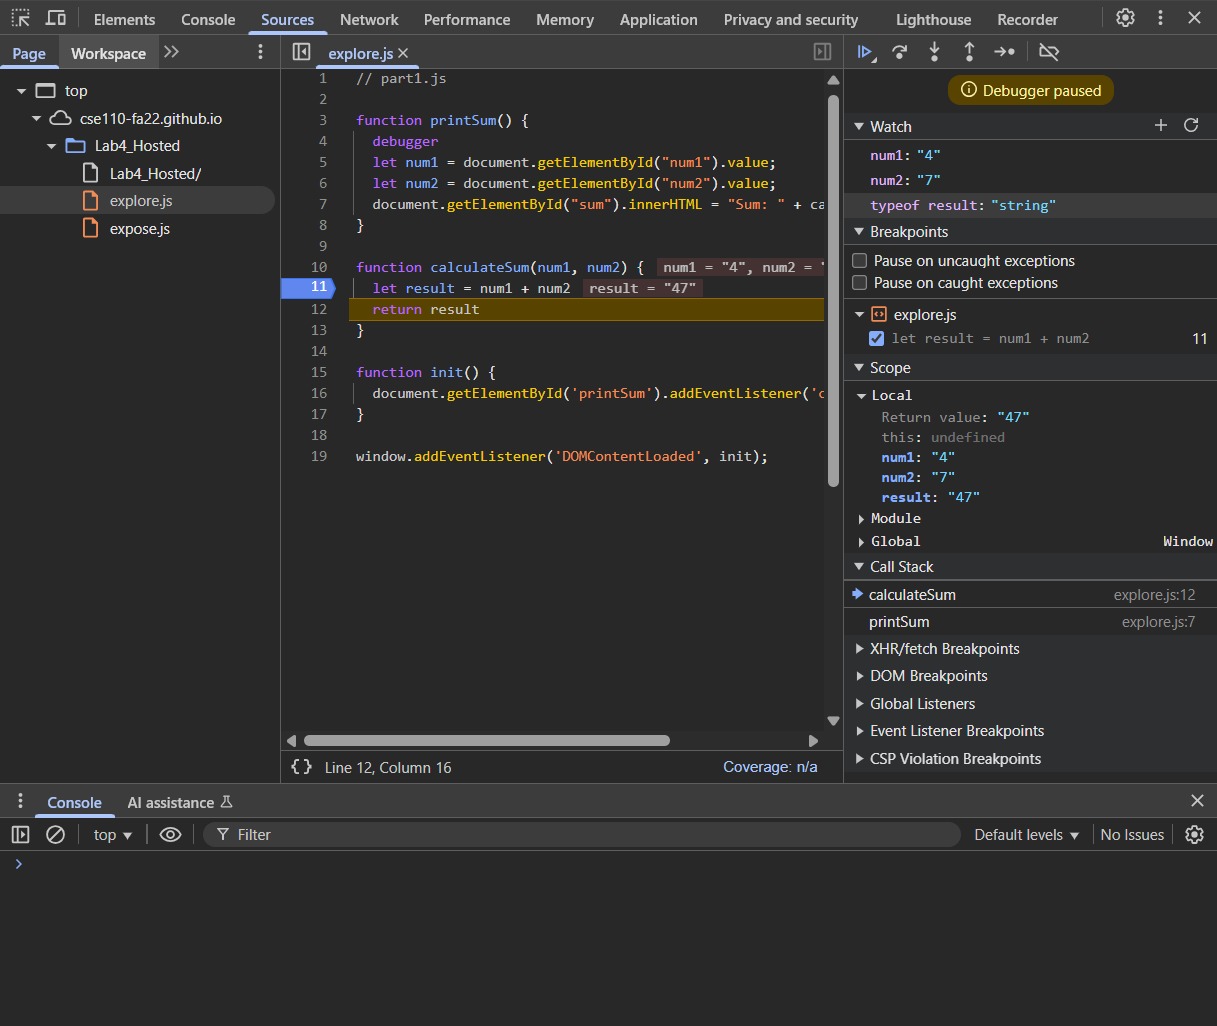 Elements Console Sources Network Performance Memory Application Privacy and security Lighthouse Recorder
Page Workspace
top
cse110-fa22.github.io
Lab4_Hosted
Lab4_Hosted/
explore.js
expose.js
explore.js
1 // part1.js
2
3 function printSum() {
4 debugger
5 let num1 = document.getElementById("num1").value;
6 let num2 = document.getElementById("num2").value;
7 document.getElementById("sum").innerHTML = "Sum: " + ca
8 }
9
10 function calculateSum(num1, num2) { num1 = "4", num2 = "
11 let result = num1 + num2 result = "47"
12 return result
13 }
14
15 function init() {
16 document.getElementById('printSum').addEventListener('c
17 }
18
19 window.addEventListener('DOMContentLoaded', init);
{} Line 12, Column 16 Coverage: n/a
Debugger paused
Watch
num1: "4"
num2: "7"
typeof result: "string"
Breakpoints
Pause on uncaught exceptions
Pause on caught exceptions
explore.js
let result = num1 + num2 11
Scope
Local
Return value: "47"
this: undefined
num1: "4"
num2: "7"
result: "47"
Module
Global Window
Call Stack
calculateSum explore.js:12
printSum explore.js:7
XHR/fetch Breakpoints
DOM Breakpoints
Global Listeners
Event Listener Breakpoints
CSP Violation Breakpoints
Console AI assistance
top Filter Default levels No Issues